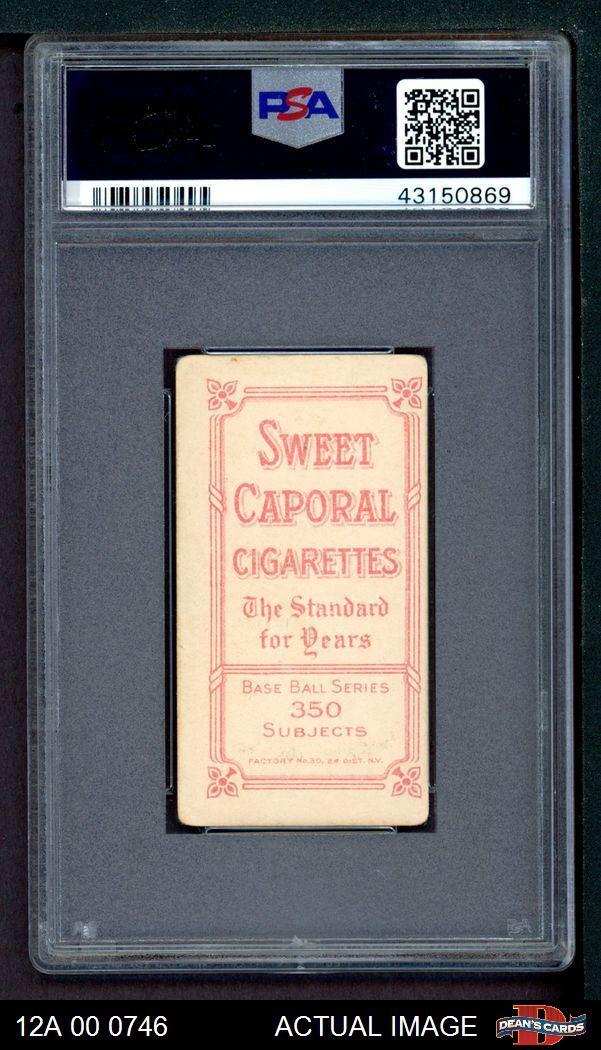 PSA
43150869
SWEET
CAPORAL
CIGARETTES
The Standard
for Years
BASE BALL SERIES
350
SUBJECTS
FACTORY No.30, 2d DIST. N.Y.
PSA
12A 00 0746 ACTUAL IMAGE
D
DEAN'S CARDS